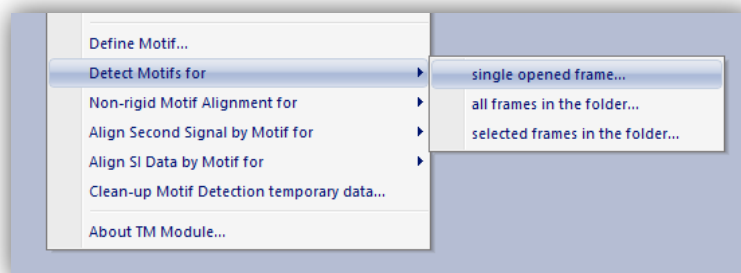 Define Motif...
Detect Motifs for
Non-rigid Motif Alignment for
Align Second Signal by Motif for
Align SI Data by Motif for
Clean-up Motif Detection temporary data...
About TM Module...
single opened frame...
all frames in the folder...
selected frames in the folder...